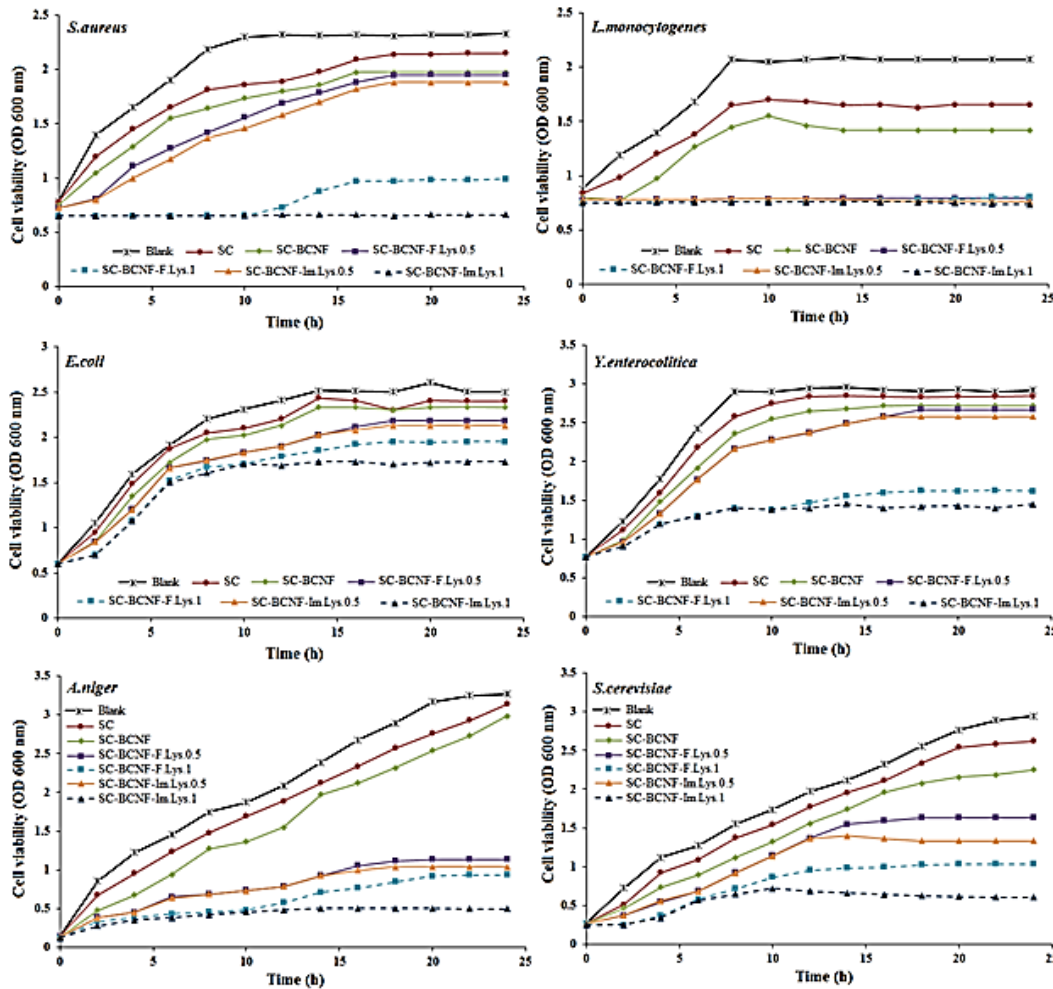 S.aureus
Cell viability (OD 600 nm)
2.5
2
1.5
1
0.5
0
Blank SC SC-BCNF SC-BCNF-F.Lys.0.5
SC-BCNF-F.Lys.1 SC-BCNF-Im.Lys.0.5 SC-BCNF-Im.Lys.1
0 5 10 15 20 25
Time (h)
L.monocytogenes
Cell viability (OD 600 nm)
2.5
2
1.5
1
0.5
0
Blank SC SC-BCNF SC-BCNF-F.Lys.0.5
SC-BCNF-F.Lys.1 SC-BCNF-Im.Lys.0.5 SC-BCNF-Im.Lys.1
0 5 10 15 20 25
Time (h)
E.coli
Cell viability (OD 600 nm)
3
2.5
2
1.5
1
0.5
0
Blank SC SC-BCNF SC-BCNF-F.Lys.0.5
SC-BCNF-F.Lys.1 SC-BCNF-Im.Lys.0.5 SC-BCNF-Im.Lys.1
0 5 10 15 20 25
Time (h)
Y.enterocolitica
Cell viability (OD 600 nm)
3.5
3
2.5
2
1.5
1
0.5
0
Blank SC SC-BCNF SC-BCNF-F.Lys.0.5
SC-BCNF-F.Lys.1 SC-BCNF-Im.Lys.0.5 SC-BCNF-Im.Lys.1
0 5 10 15 20 25
Time (h)
A.niger
Cell viability (OD 600 nm)
3.5
3
2.5
2
1.5
1
0.5
0
Blank
SC
SC-BCNF
SC-BCNF-F.Lys.0.5
SC-BCNF-F.Lys.1
SC-BCNF-Im.Lys.0.5
SC-BCNF-Im.Lys.1
0 5 10 15 20 25
Time (h)
S.cerevisiae
Cell viability (OD 600 nm)
3.5
3
2.5
2
1.5
1
0.5
0
Blank
SC
SC-BCNF
SC-BCNF-F.Lys.0.5
SC-BCNF-F.Lys.1
SC-BCNF-Im.Lys.0.5
SC-BCNF-Im.Lys.1
0 5 10 15 20 25
Time (h)